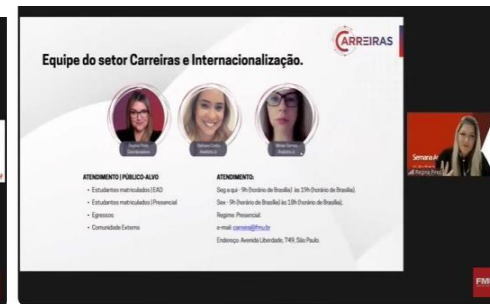 CARREIRAS
Equipe do setor Carreiras e Internacionalização.
ATENDIMENTO | PÚBLICO-ALVO
• Estudantes matriculados | EAD
• Estudantes matriculados | Presencial
• Egressos
• Comunidade Externa
ATENDIMENTO:
Seg a qui - 9h (horário de Brasília) às 19h (horário de Brasília).
Sex - 9h (horário de Brasília) às 18h (horário de Brasília).
Regime: Presencial.
e-mail: carreira@fmu.br
Endereço: Avenida Liberdade, 749, São Paulo.
Semana
FMU